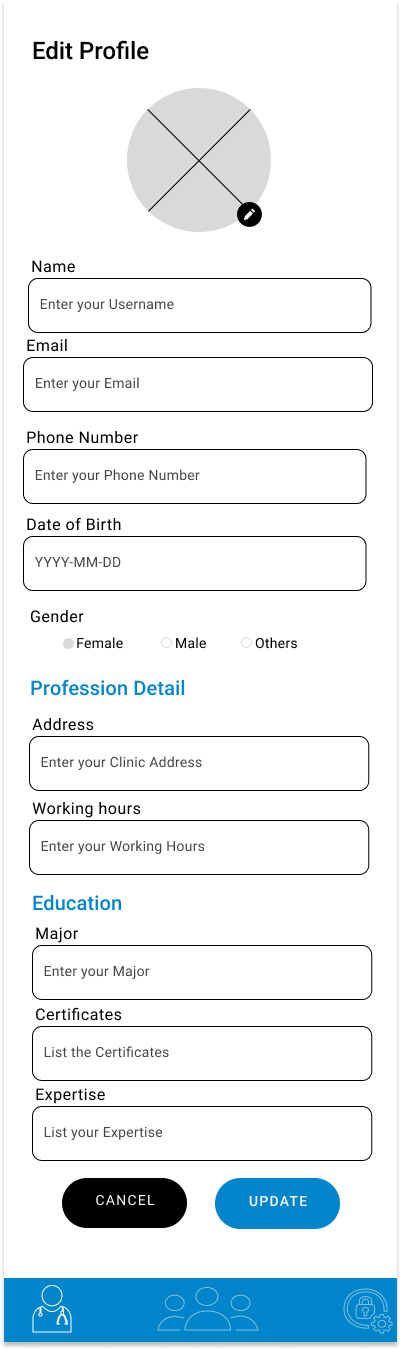 Edit Profile
Name
Enter your Username
Email
Enter your Email
Phone Number
Enter your Phone Number
Date of Birth
YYYY-MM-DD
Gender
Female Male Others
Profession Detail
Address
Enter your Clinic Address
Working hours
Enter your Working Hours
Education
Major
Enter your Major
Certificates
List the Certificates
Expertise
List your Expertise
CANCEL UPDATE